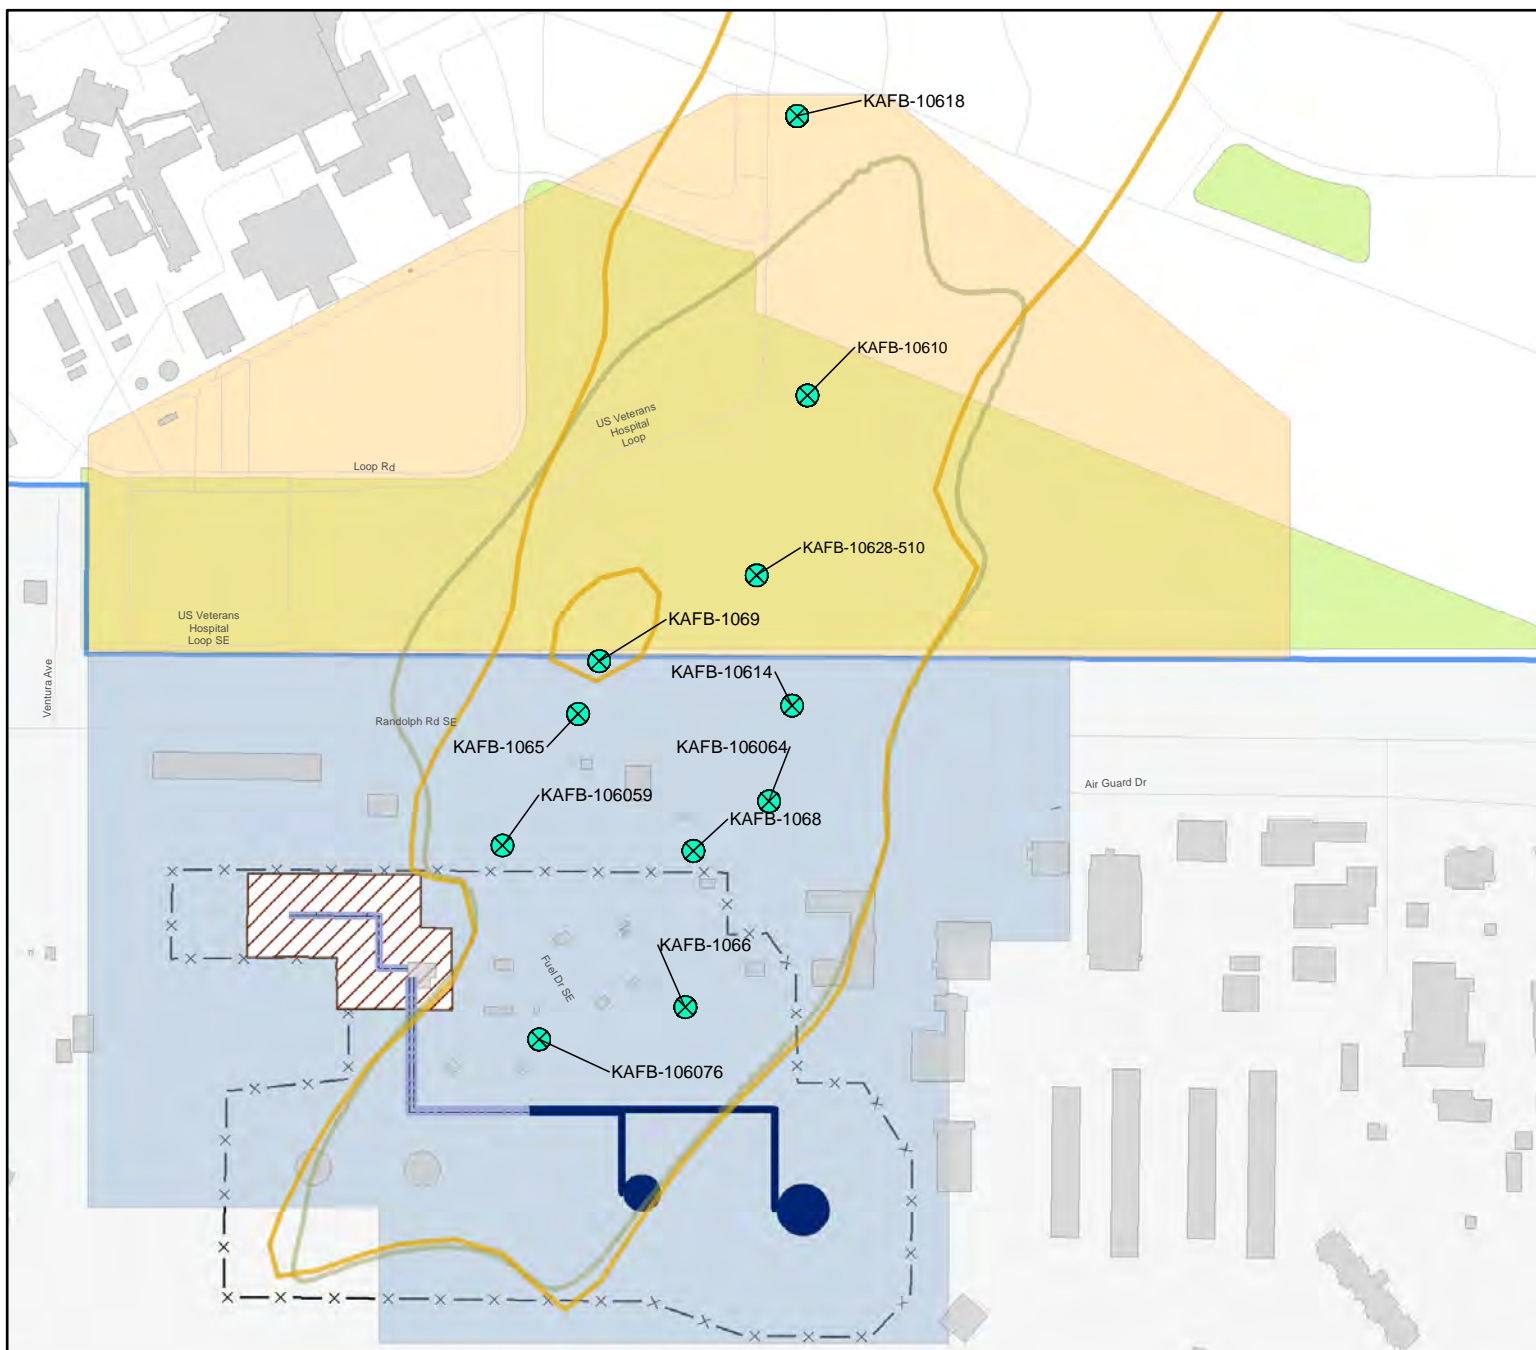 KAFB-10618
KAFB-10610
US Veterans
Hospital
Loop
Loop Rd
KAFB-10628-510
US Veterans
Hospital
Loop SE
KAFB-1069
Ventura Ave
KAFB-10614
Randolph Rd SE
KAFB-1065
KAFB-106064
Air Guard Dr
KAFB-106059
KAFB-1068
KAFB-1066
Fuel Dr SE
KAFB-106076